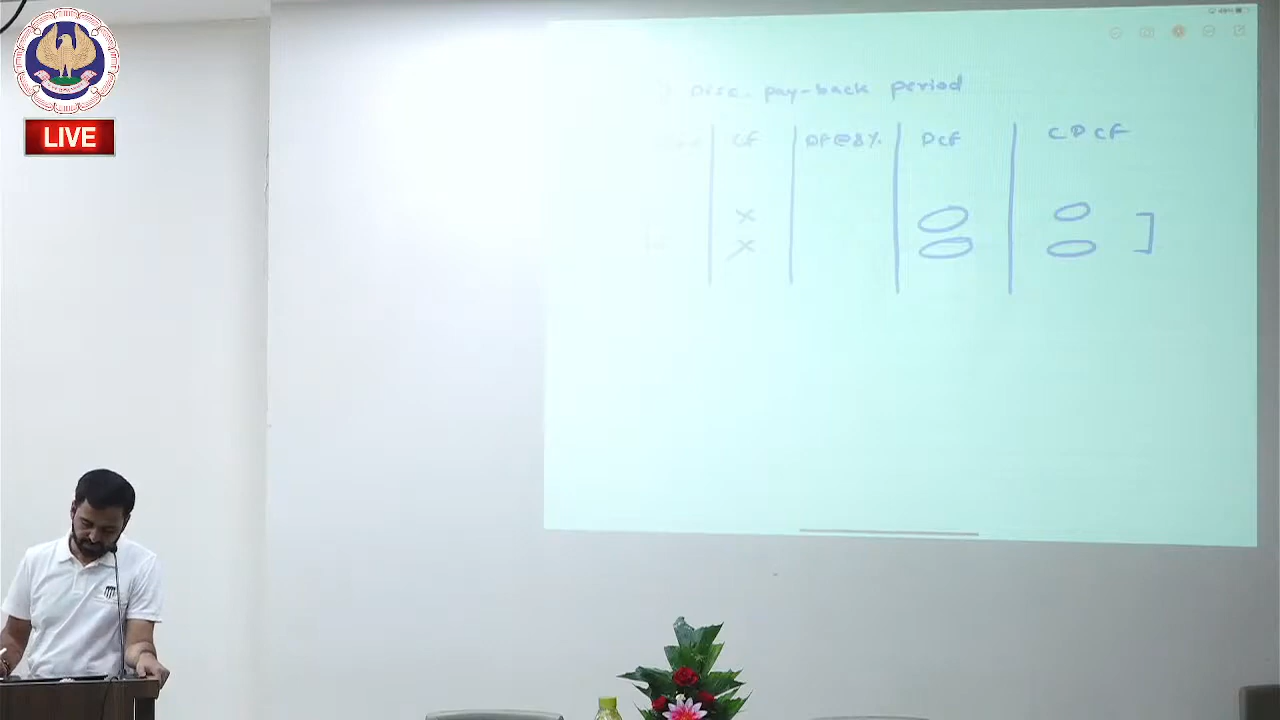 LIVE
Disc. pay-back period
CF DF@8% DCF CDCF
x
x